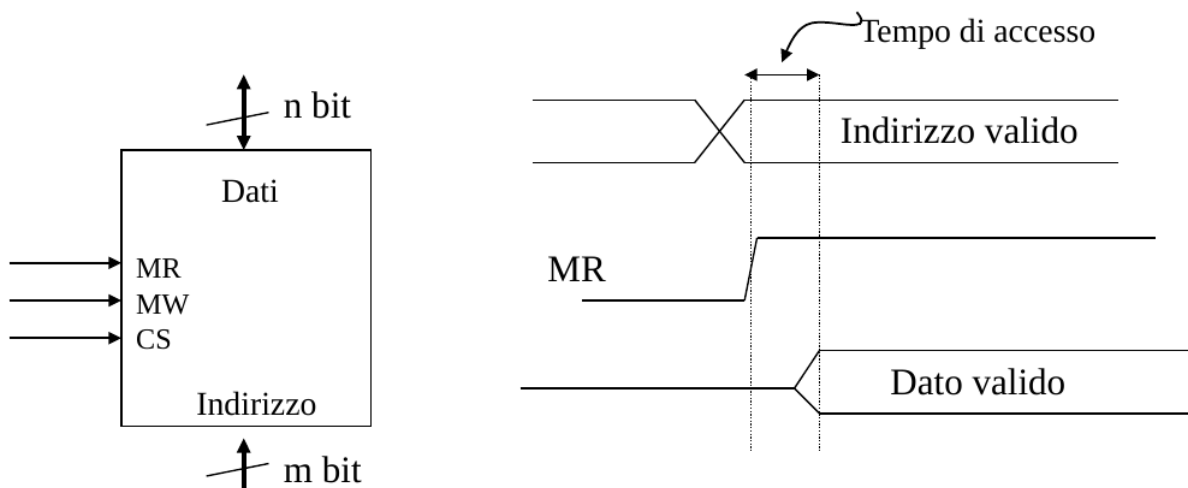 n bit
Dati
MR
MW
CS
Indirizzo
m bit
Tempo di accesso
Indirizzo valido
MR
Dato valido